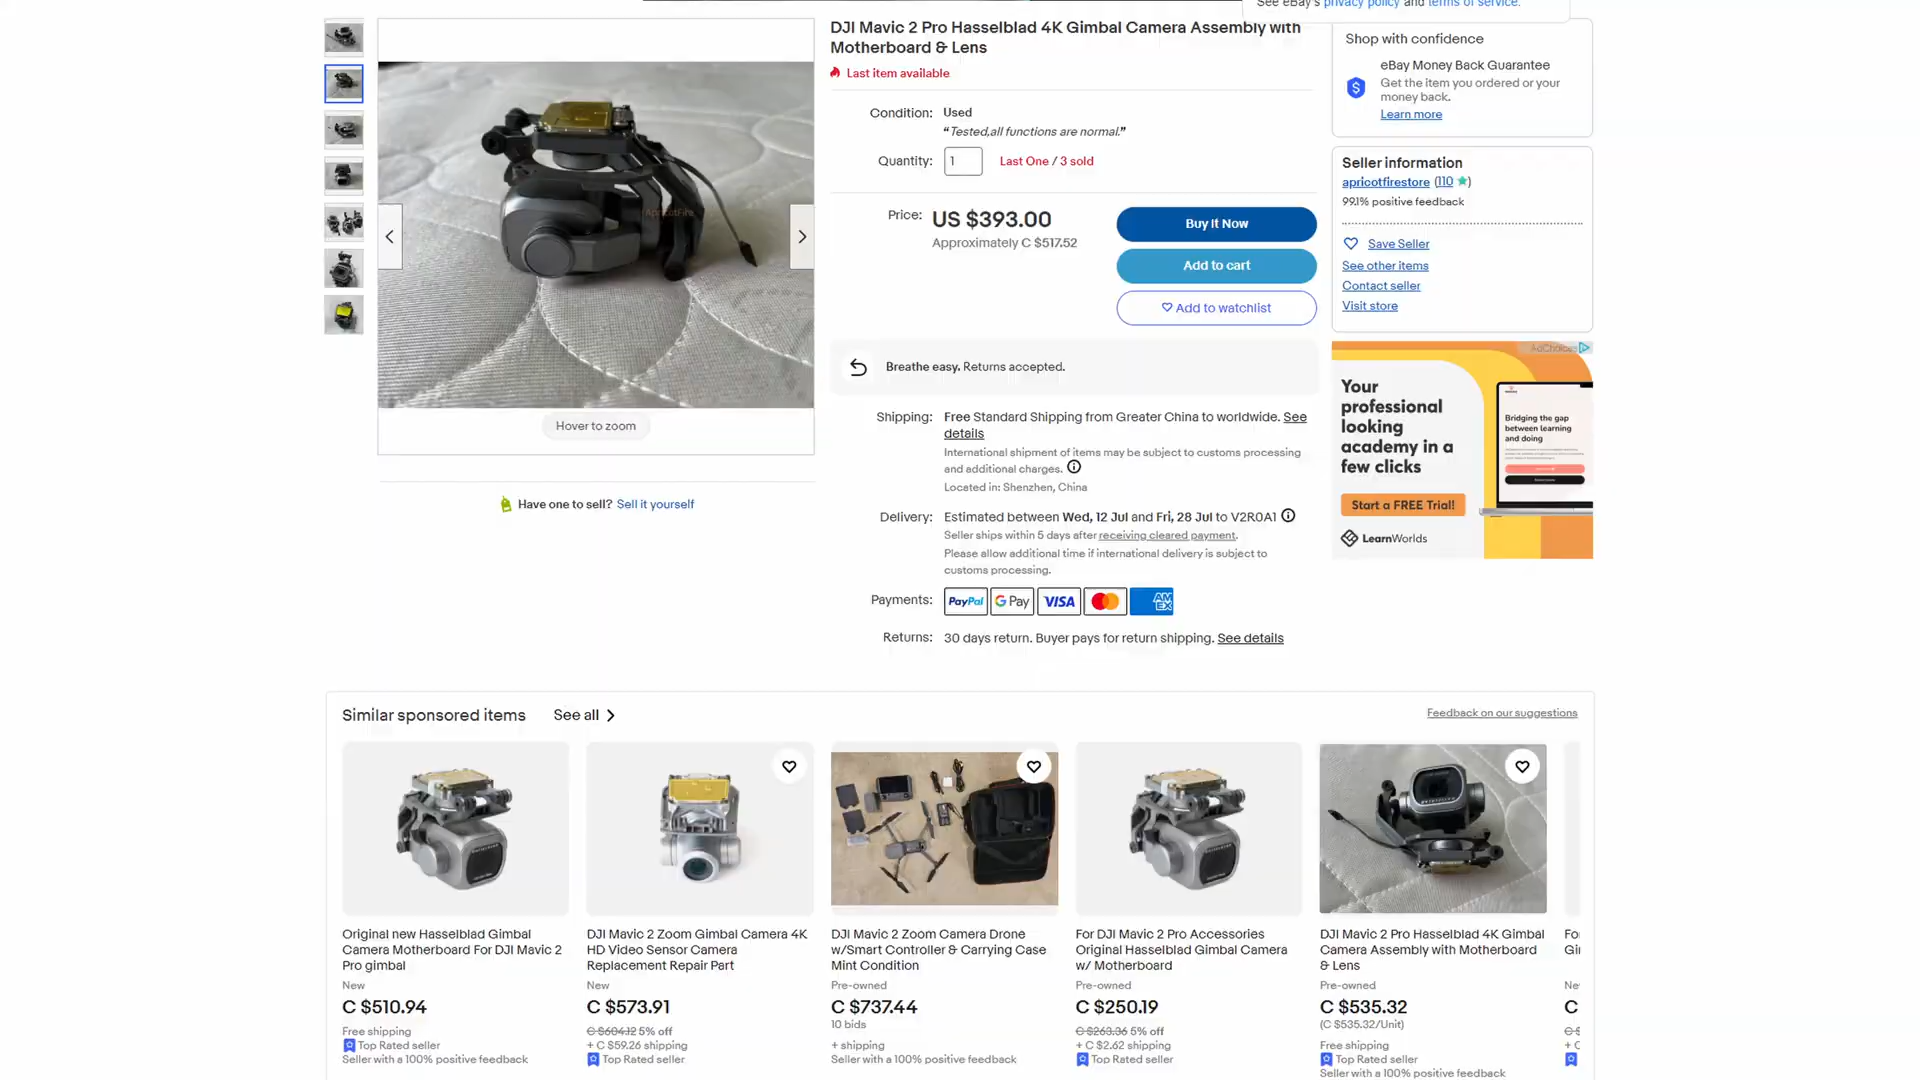 See eBay's privacy policy and terms of service.
DJI Mavic 2 Pro Hasselblad 4K Gimbal Camera Assembly with
Motherboard & Lens
Last item available
Condition: Used
“Tested,all functions are normal.”
Quantity: 1 Last One / 3 sold
Price: US $393.00
Approximately C $517.52
Buy It Now
Add to cart
Add to watchlist
Breathe easy. Returns accepted.
Shipping: Free Standard Shipping from Greater China to worldwide. See
details
International shipment of items may be subject to customs processing
and additional charges.
Located in: Shenzhen, China
Delivery: Estimated between Wed, 12 Jul and Fri, 28 Jul to V2R0A1
Seller ships within 5 days after receiving cleared payment.
Please allow additional time if international delivery is subject to
customs processing.
Payments: PayPal G Pay VISA AM EX
Returns: 30 days return. Buyer pays for return shipping. See details
ApricotFire
Hover to zoom
Have one to sell? Sell it yourself
Shop with confidence
eBay Money Back Guarantee
Get the item you ordered or your
money back.
Learn more
Seller information
apricotfirestore (110)
99.1% positive feedback
Save Seller
See other items
Contact seller
Visit store
AdChoices
Your
professional
looking
academy in a
few clicks
Start a FREE Trial!
LearnWorlds
Bridging the gap
between learning
and doing
Similar sponsored items See all
Feedback on our suggestions
Original new Hasselblad Gimbal
Camera Motherboard For DJI Mavic 2
Pro gimbal
New
C $510.94
Free shipping
Top Rated seller
Seller with a 100% positive feedback
DJI Mavic 2 Zoom Gimbal Camera 4K
HD Video Sensor Camera
Replacement Repair Part
New
C $573.91
C $604.12 5% off
+ C $59.26 shipping
Top Rated seller
DJI Mavic 2 Zoom Camera Drone
w/Smart Controller & Carrying Case
Mint Condition
Pre-owned
C $737.44
10 bids
+ shipping
Seller with a 100% positive feedback
For DJI Mavic 2 Pro Accessories
Original Hasselblad Gimbal Camera
w/ Motherboard
Pre-owned
C $250.19
C $263.36 5% off
+ C $2.62 shipping
Top Rated seller
DJI Mavic 2 Pro Hasselblad 4K Gimbal
Camera Assembly with Motherboard
& Lens
Pre-owned
C $535.32
(C $535.32/Unit)
Free shipping
Top Rated seller
Seller with a 100% positive feedback